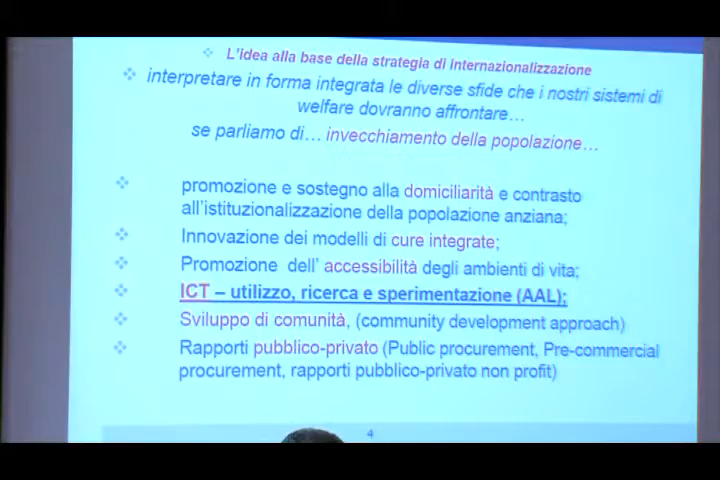 L'idea alla base della strategia di internazionalizzazione
interpretare in forma integrata le diverse sfide che i nostri sistemi di
welfare dovranno affrontare…
se parliamo di… invecchiamento della popolazione…
promozione e sostegno alla domiciliarità e contrasto
all'istituzionalizzazione della popolazione anziana;
Innovazione dei modelli di cure integrate;
Promozione dell' accessibilità degli ambienti di vita;
ICT – utilizzo, ricerca e sperimentazione (AAL);
Sviluppo di comunità, (community development approach)
Rapporti pubblico-privato (Public procurement, Pre-commercial
procurement, rapporti pubblico-privato non profit)
4